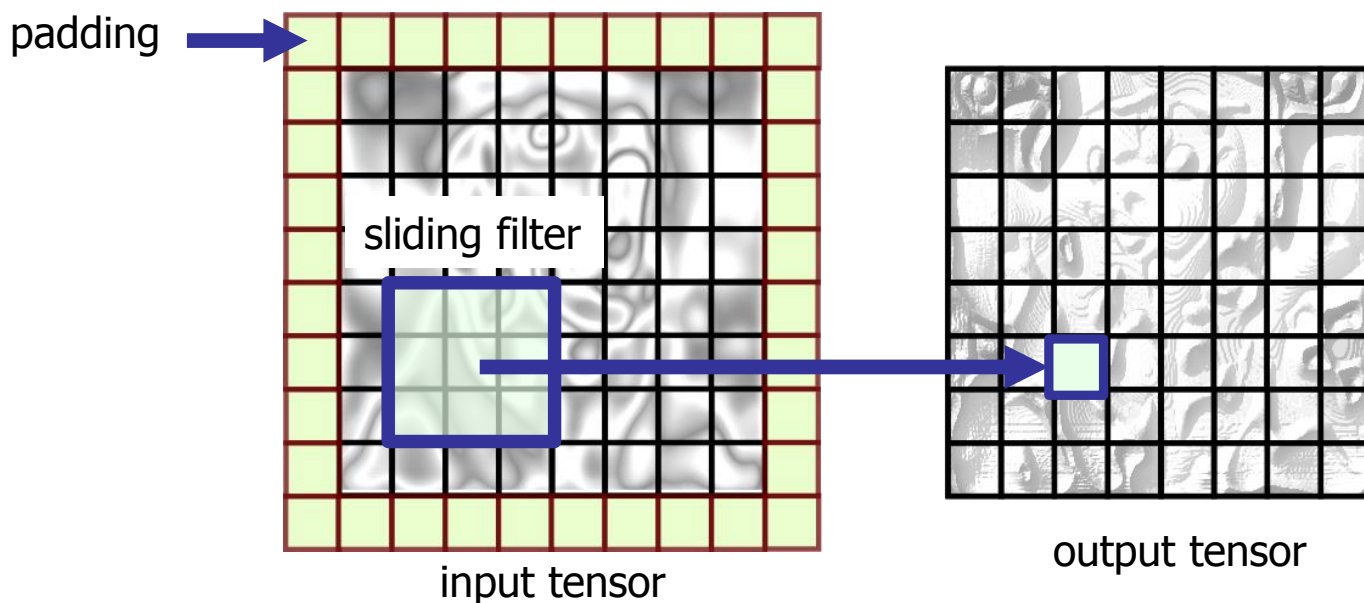 padding
sliding filter
input tensor
output tensor